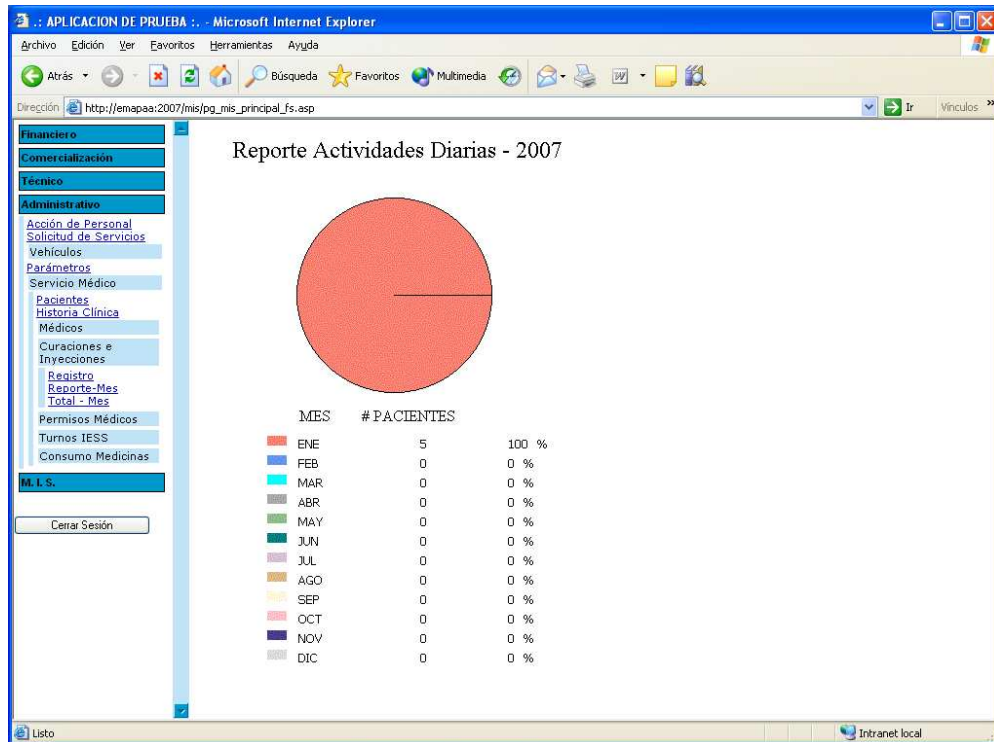 .: APLICACION DE PRUEBA :. - Microsoft Internet Explorer
Archivo Edición Ver Favoritos Herramientas Ayuda
Atrás Búsqueda Favoritos Multimedia
Dirección http://emapaa:2007/mis/pg_mis_principal_fs.asp Ir Vínculos »
Financiero
Comercialización
Técnico
Administrativo
Acción de Personal
Solicitud de Servicios
Vehículos
Parámetros
Servicio Médico
Pacientes
Historia Clínica
Médicos
Curaciones e
Inyecciones
Registro
Reporte-Mes
Total - Mes
Permisos Médicos
Turnos IESS
Consumo Medicinas
M. I. S.
Cerrar Sesión
Reporte Actividades Diarias - 2007
MES # PACIENTES
ENE 5 100 %
FEB 0 0 %
MAR 0 0 %
ABR 0 0 %
MAY 0 0 %
JUN 0 0 %
JUL 0 0 %
AGO 0 0 %
SEP 0 0 %
OCT 0 0 %
NOV 0 0 %
DIC 0 0 %
Listo Intranet local